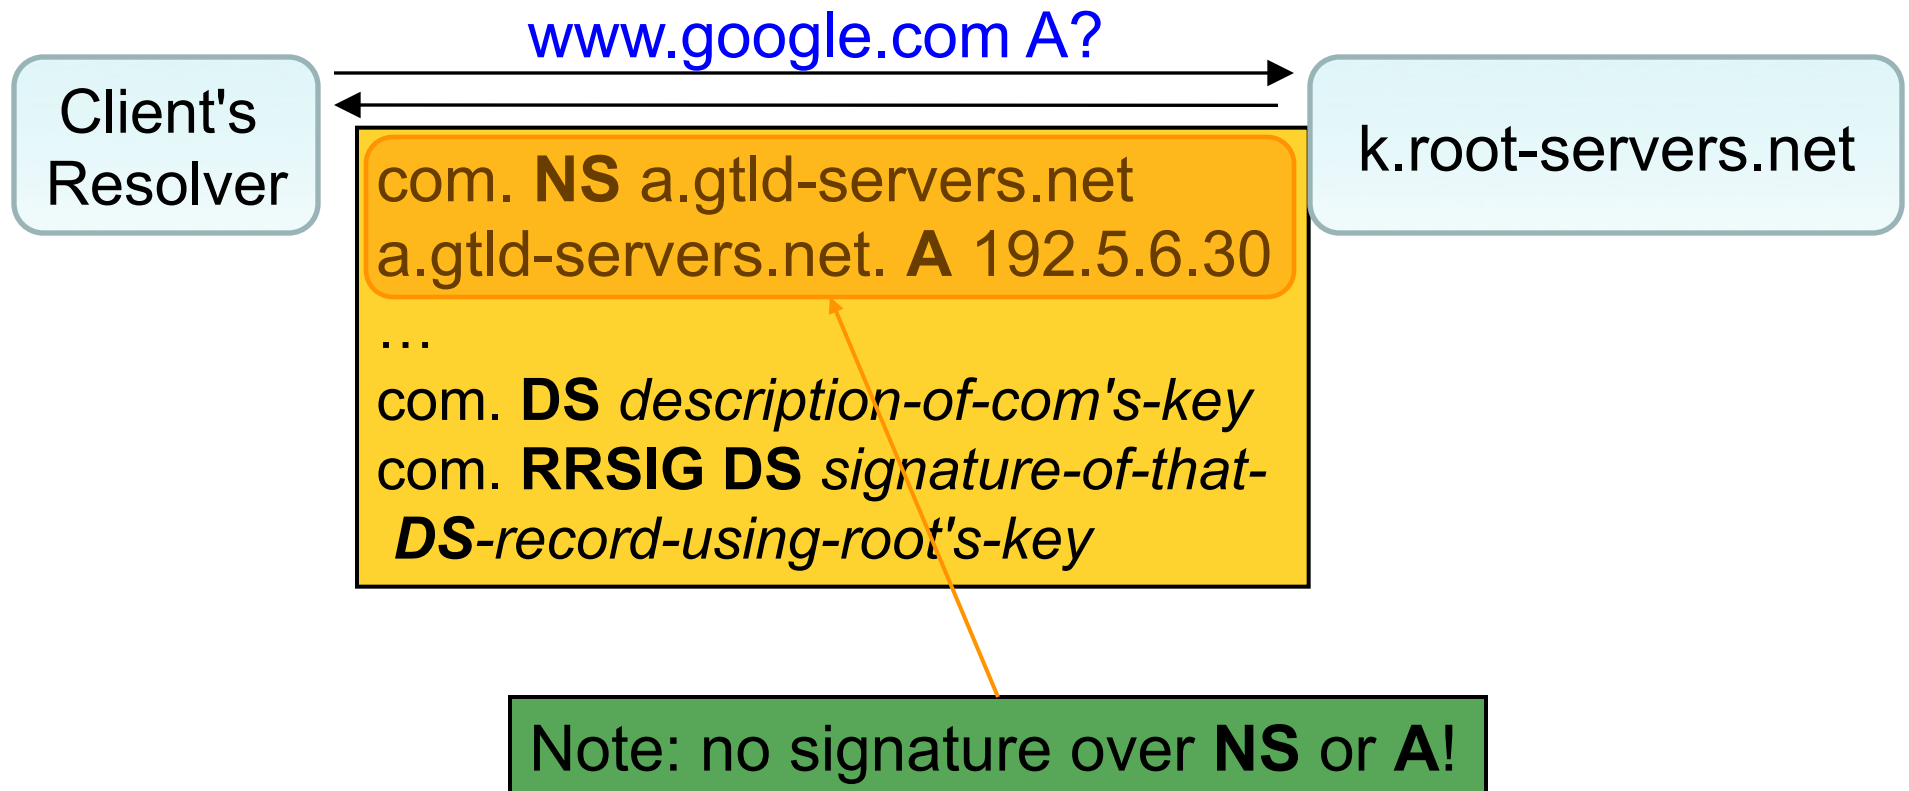 www.google.com A?
Client's
Resolver
k.root-servers.net
com. NS a.gtld-servers.net
a.gtld-servers.net. A 192.5.6.30
…
com. DS description-of-com's-key
com. RRSIG DS signature-of-that-
DS-record-using-root's-key
Note: no signature over NS or A!